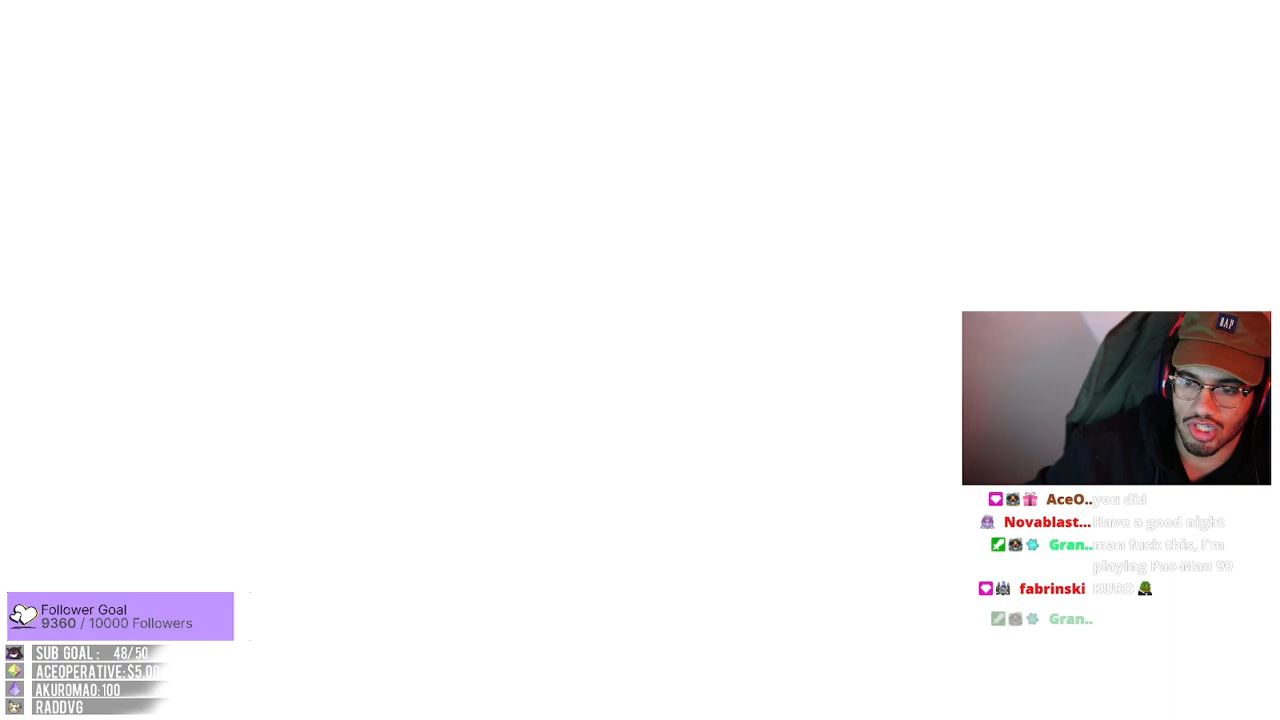 RAP
AceO..you did
Novablast...Have a good night
Gran..man fuck this, I'm
playing Pac-Man 99
fabrinski KURO
Gran..
Follower Goal
9360 / 10000 Followers
SUB GOAL : 48/50
ACEOPERATIVE: $5.00
AKUROMAO: 100
RADDVG